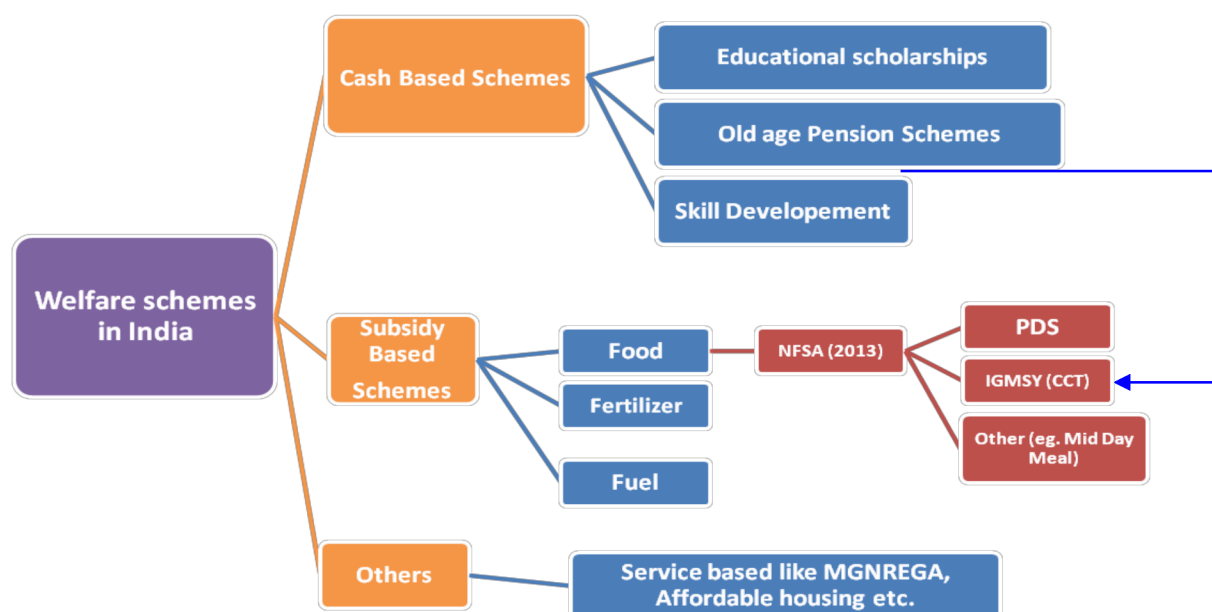 Welfare schemes
in India
Cash Based Schemes
Educational scholarships
Old age Pension Schemes
Skill Developement
Subsidy
Based
Schemes
Food
NFSA (2013)
PDS
IGMSY (CCT)
Other (eg. Mid Day
Meal)
Fertilizer
Fuel
Others
Service based like MGNREGA,
Affordable housing etc.